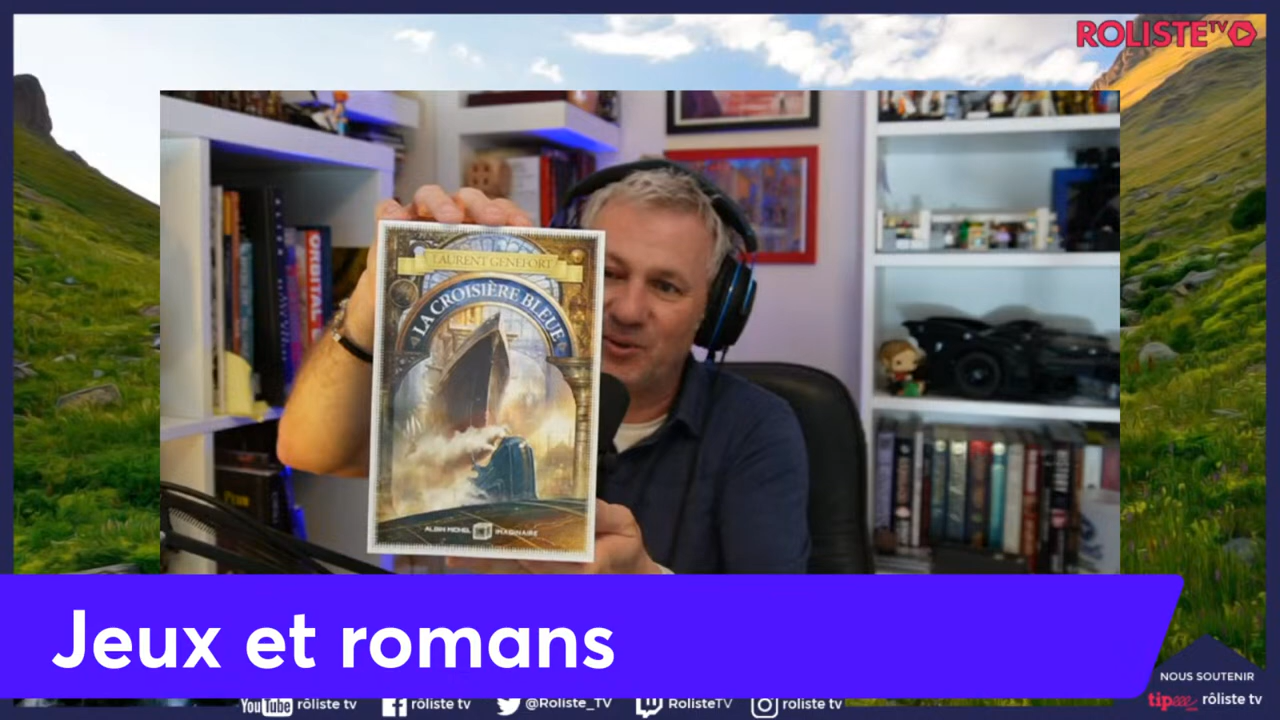 ROLISTE TV
LAURENT GENEFORT
LA CROISIÈRE BLEUE
ORBITAL
ALBIN MICHEL IMAGINAIRE
Jeux et romans
NOUS SOUTENIR
tipeee rôliste tv
YouTube rôliste tv
rôliste tv
@Roliste_TV
RolisteTV
rôliste tv